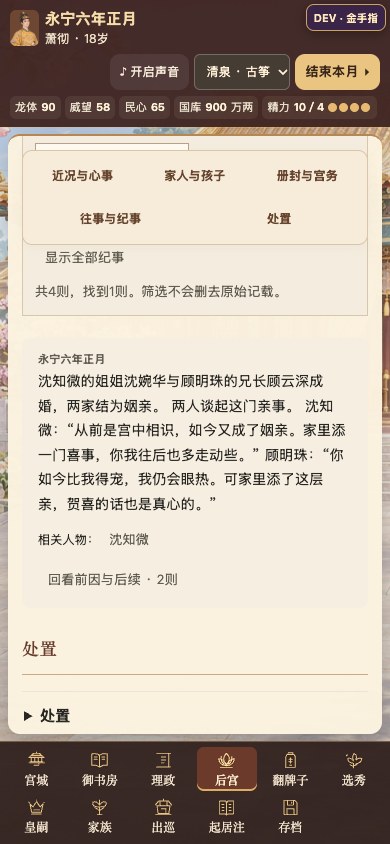 永宁六年正月
萧彻 · 18岁
DEV · 金手指
♪ 开启声音
清泉 · 古筝
结束本月
龙体 90
威望 58
民心 65
国库 900 万两
精力 10 / 4
近况与心事
家人与孩子
册封与宫务
往事与纪事
处置
显示全部纪事
共4则，找到1则。筛选不会删去原始记载。
永宁六年正月
沈知微的姐姐沈婉华与顾明珠的兄长顾云深成
婚，两家结为姻亲。 两人谈起这门亲事。 沈知
微：“从前是宫中相识，如今又成了姻亲。家里添
一门喜事，你我往后也多走动些。” 顾明珠：“你
如今比我得宠，我仍会眼热。可家里添了这层
亲，贺喜的话也是真心的。”
相关人物： 沈知微
回看前因与后续 · 2则
处置
▶ 处置
宫城
御书房
理政
后宫
翻牌子
选秀
皇嗣
家族
出巡
起居注
存档